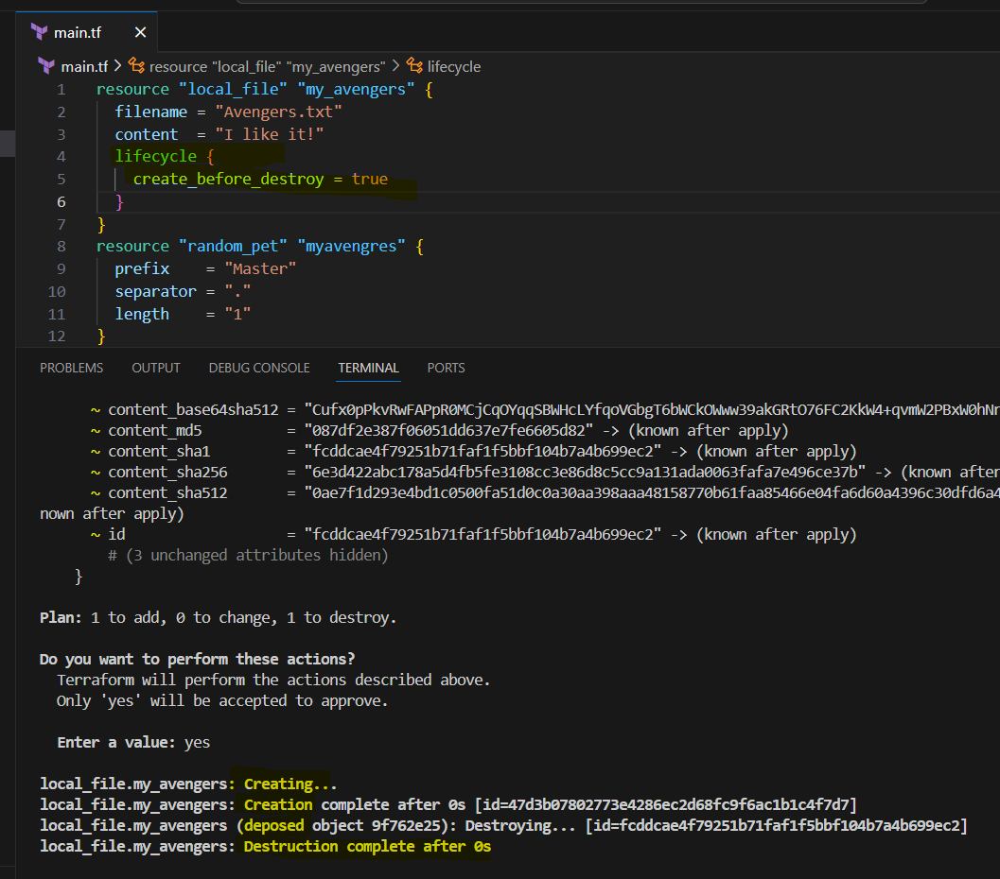 main.tf
main.tf > resource "local_file" "my_avengers" > lifecycle
1 resource "local_file" "my_avengers" {
2 filename = "Avengers.txt"
3 content = "I like it!"
4 lifecycle {
5 create_before_destroy = true
6 }
7 }
8 resource "random_pet" "myavengres" {
9 prefix = "Master"
10 separator = "."
11 length = "1"
12 }
PROBLEMS OUTPUT DEBUG CONSOLE TERMINAL PORTS
~ content_base64sha512 = "Cufx0pPkvRwFAPpR0MCjCqOYqqSBWHcLYfqoVGbgT6bWCkOWww39akGRtO76FC2KkW4+qvmW2PBxW0hNr
~ content_md5 = "087df2e387f06051dd637e7fe6605d82" -> (known after apply)
~ content_sha1 = "fcddcae4f79251b71faf1f5bbf104b7a4b699ec2" -> (known after apply)
~ content_sha256 = "6e3d422abc178a5d4fb5fe3108cc3e86d8c5cc9a131ada0063fafa7e496ce37b" -> (known after
~ content_sha512 = "0ae7f1d293e4bd1c0500fa51d0c0a30aa398aaa48158770b61faa85466e04fa6d60a4396c30dfd6a4
nown after apply)
~ id = "fcddcae4f79251b71faf1f5bbf104b7a4b699ec2" -> (known after apply)
# (3 unchanged attributes hidden)
}
Plan: 1 to add, 0 to change, 1 to destroy.
Do you want to perform these actions?
Terraform will perform the actions described above.
Only 'yes' will be accepted to approve.
Enter a value: yes
local_file.my_avengers: Creating...
local_file.my_avengers: Creation complete after 0s [id=47d3b07802773e4286ec2d68fc9f6ac1b1c4f7d7]
local_file.my_avengers (deposed object 9f762e25): Destroying... [id=fcddcae4f79251b71faf1f5bbf104b7a4b699ec2]
local_file.my_avengers: Destruction complete after 0s